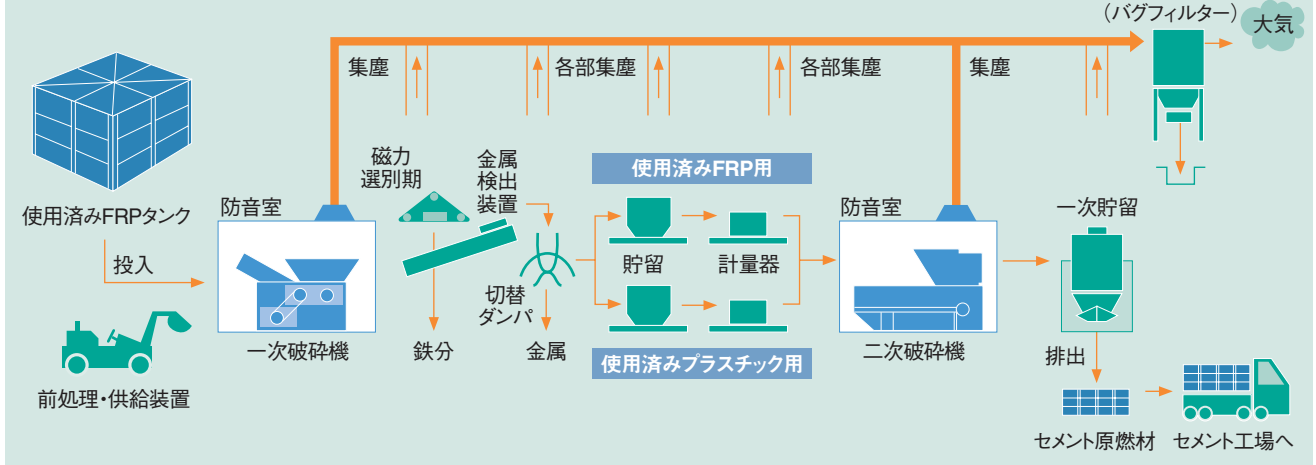 (バグフィルター)
大気
集塵
各部集塵
各部集塵
集塵
使用済みFRPタンク
投入
前処理・供給装置
防音室
一次破砕機
磁力
選別期
鉄分
金属
検出
装置
切替
ダンパ
金属
使用済みFRP用
貯留
計量器
使用済みプラスチック用
防音室
二次破砕機
一次貯留
排出
セメント原燃材
セメント工場へ